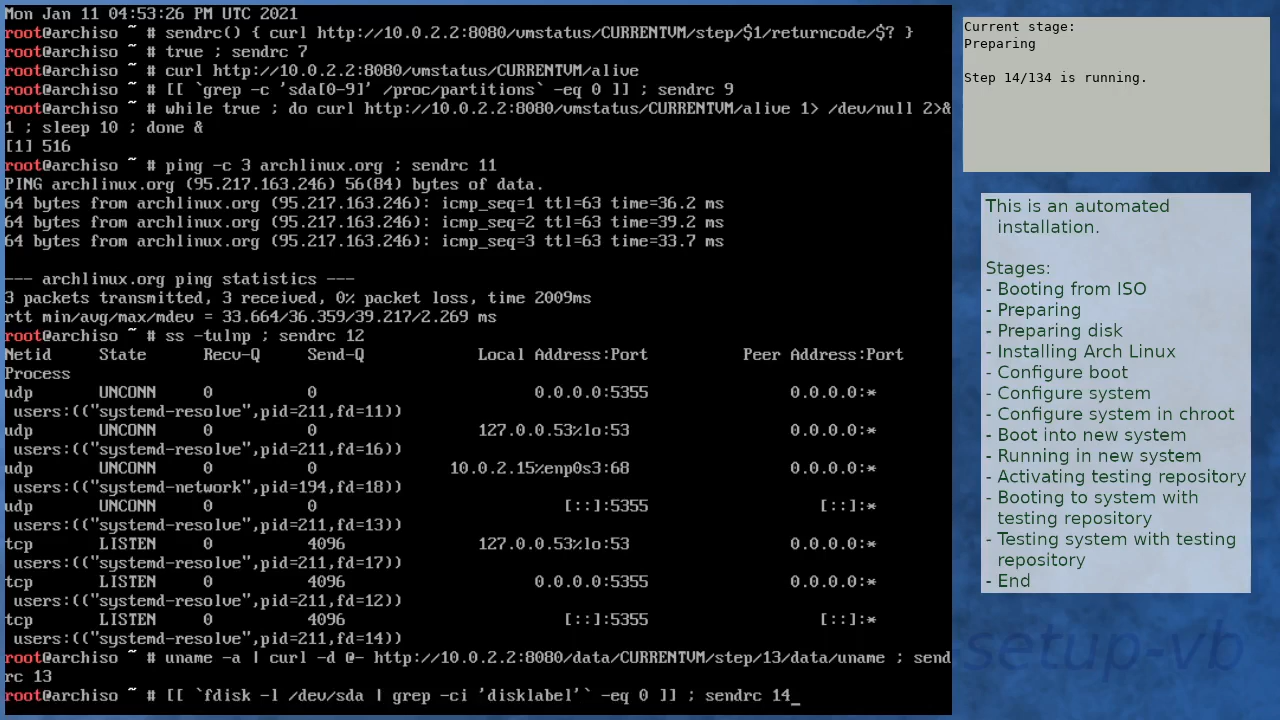 Mon Jan 11 04:53:26 PM UTC 2021
root@archiso ~ # sendrc() { curl http://10.0.2.2:8080/vmstatus/CURRENTVM/step/$1/returncode/$? }
root@archiso ~ # true ; sendrc 7
root@archiso ~ # curl http://10.0.2.2:8080/vmstatus/CURRENTVM/alive
root@archiso ~ # [[ `grep -c 'sda[0-9]' /proc/partitions` -eq 0 ]] ; sendrc 9
root@archiso ~ # while true ; do curl http://10.0.2.2:8080/vmstatus/CURRENTVM/alive 1> /dev/null 2>&
1 ; sleep 10 ; done &
[1] 516
root@archiso ~ # ping -c 3 archlinux.org ; sendrc 11
PING archlinux.org (95.217.163.246) 56(84) bytes of data.
64 bytes from archlinux.org (95.217.163.246): icmp_seq=1 ttl=63 time=36.2 ms
64 bytes from archlinux.org (95.217.163.246): icmp_seq=2 ttl=63 time=39.2 ms
64 bytes from archlinux.org (95.217.163.246): icmp_seq=3 ttl=63 time=33.7 ms

--- archlinux.org ping statistics ---
3 packets transmitted, 3 received, 0% packet loss, time 2009ms
rtt min/avg/max/mdev = 33.664/36.359/39.217/2.269 ms
root@archiso ~ # ss -tulnp ; sendrc 12
Netid State Recv-Q Send-Q Local Address:Port Peer Address:Port
Process
udp UNCONN 0 0 0.0.0.0:5355 0.0.0.0:*
users:(("systemd-resolve",pid=211,fd=11))
udp UNCONN 0 0 127.0.0.53%lo:53 0.0.0.0:*
users:(("systemd-resolve",pid=211,fd=16))
udp UNCONN 0 0 10.0.2.15%enp0s3:68 0.0.0.0:*
users:(("systemd-network",pid=194,fd=18))
udp UNCONN 0 0 [::]:5355 [::]:*
users:(("systemd-resolve",pid=211,fd=13))
tcp LISTEN 0 4096 127.0.0.53%lo:53 0.0.0.0:*
users:(("systemd-resolve",pid=211,fd=17))
tcp LISTEN 0 4096 0.0.0.0:5355 0.0.0.0:*
users:(("systemd-resolve",pid=211,fd=12))
tcp LISTEN 0 4096 [::]:5355 [::]:*
users:(("systemd-resolve",pid=211,fd=14))
root@archiso ~ # uname -a | curl -d @- http://10.0.2.2:8080/data/CURRENTVM/step/13/data/uname ; send
rc 13
root@archiso ~ # [[ `fdisk -l /dev/sda | grep -ci 'disklabel'` -eq 0 ]] ; sendrc 14_
Current stage:
Preparing

Step 14/134 is running.
This is an automated
installation.

Stages:
- Booting from ISO
- Preparing
- Preparing disk
- Installing Arch Linux
- Configure boot
- Configure system
- Configure system in chroot
- Boot into new system
- Running in new system
- Activating testing repository
- Booting to system with
testing repository
- Testing system with testing
repository
- End
setup-vb